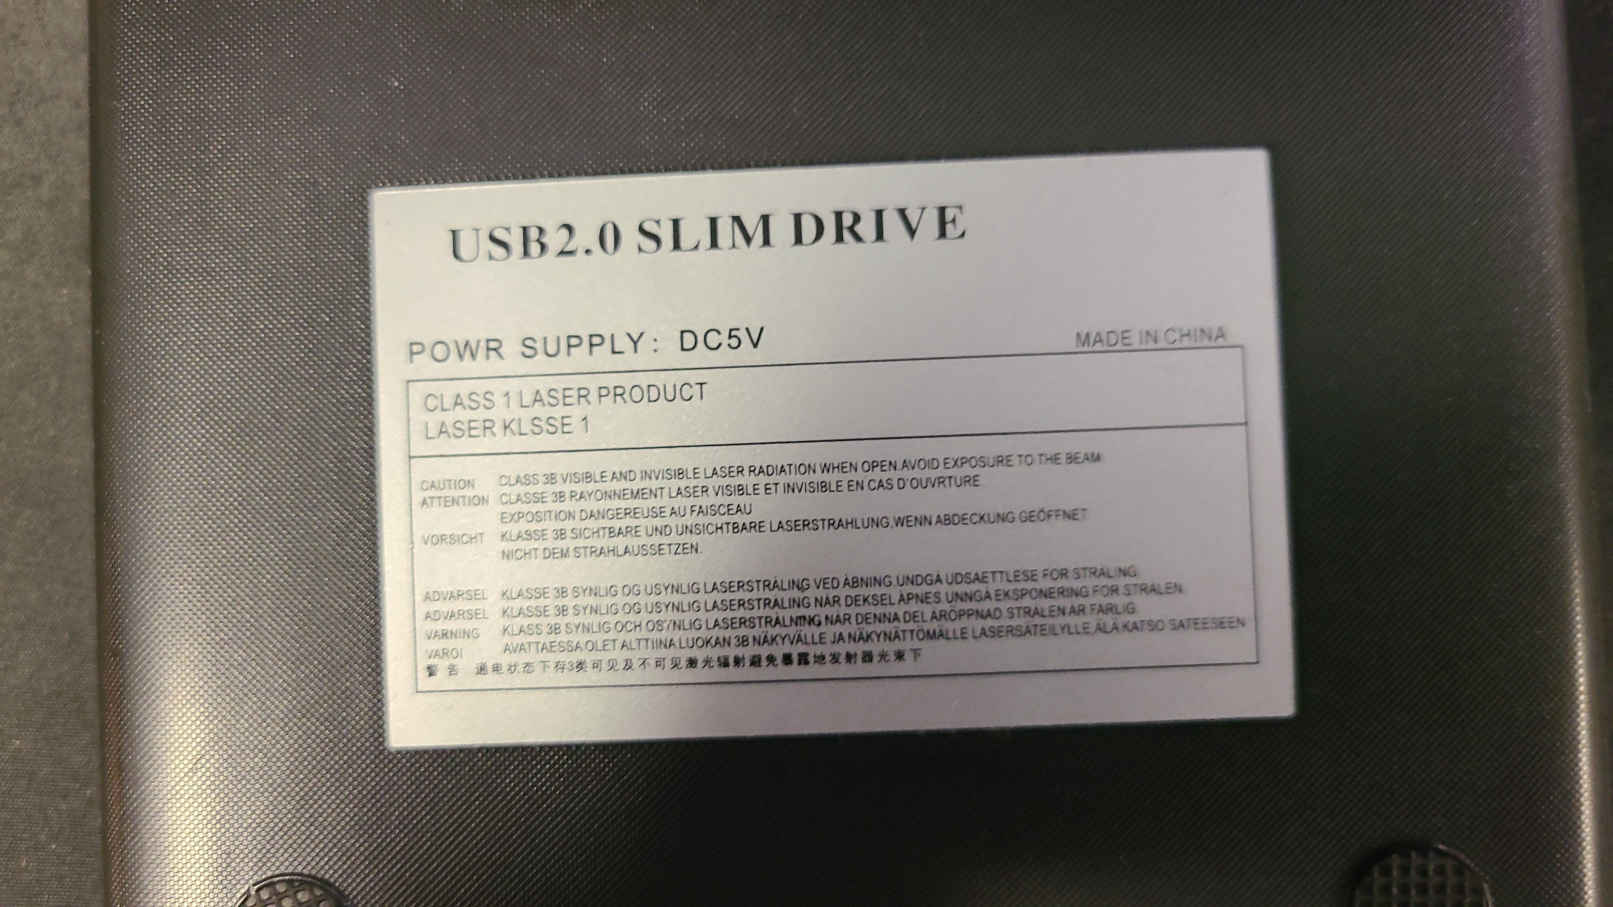 USB2.0 SLIM DRIVE
POWR SUPPLY: DC5V
MADE IN CHINA
CLASS 1 LASER PRODUCT
LASER KLSSE 1
CAUTION CLASS 3B VISIBLE AND INVISIBLE LASER RADIATION WHEN OPEN.AVOID EXPOSURE TO THE BEAM
ATTENTION CLASSE 3B RAYONNEMENT LASER VISIBLE ET INVISIBLE EN CAS D'OUVRTURE
EXPOSITION DANGEREUSE AU FAISCEAU
VORSICHT KLASSE 3B SICHTBARE UND UNSICHTBARE LASERSTRAHLUNG,WENN ABDECKUNG GEÖFFNET
NICHT DEM STRAHLAUSSETZEN.
ADVARSEL KLASSE 3B SYNLIG OG USYNLIG LASERSTRÅLING VED ÅBNING.UNDGÅ UDSAETTLESE FOR STRÅLING
ADVARSEL KLASSE 3B SYNLIG OG USYNLIG LASERSTRÅLING NÅR DEKSEL ÅPNES.UNNGÅ EKSPONERING FOR STRÅLEN
VARNING KLASS 3B SYNLIG OCH OSYNLIG LASERSTRÅLNING NÄR DENNA DEL ÄRÖPPNAD STRÅLEN ÄR FARLIG
VAROI AVATTAESSA OLET ALTTIINA LUOKAN 3B NÄKYVÄLLE JA NÄKYNÄTTÖMÄLLE LASERSÄTEILYLLE,ÄLÄ KATSO SÄTEESEEN
警告 通电状态下有3类可见及不可见激光辐射避免暴露地发射器光束下